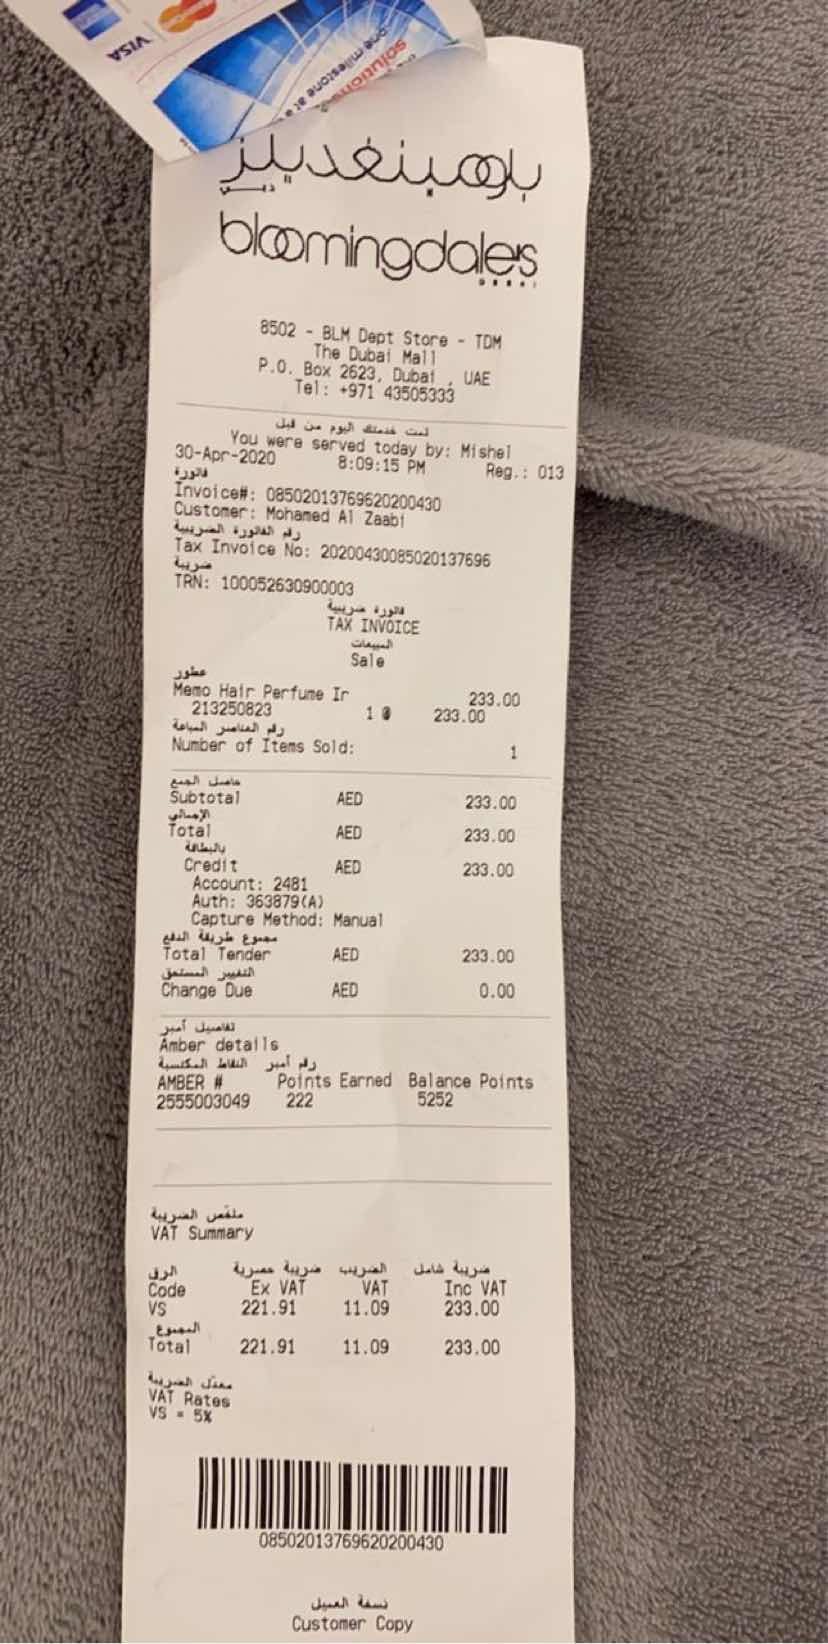 VISA
solutions
one milestone at a
بلومينغديلز
دبي
bloomingdale's
DUBAI
8502 - BLM Dept Store - TDM
The Dubai Mall
P.O. Box 2623, Dubai , UAE
Tel: +971 43505333
تمت خدمتك اليوم من قبل
You were served today by: Mishel
30-Apr-2020 8:09:15 PM Reg.: 013
فاتورة
Invoice#: 08502013769620200430
Customer: Mohamed Al Zaabi
رقم الفاتورة الضريبية
Tax Invoice No: 20200430085020137696
ضريبة
TRN: 100052630900003
فاتورة ضريبية
TAX INVOICE
المبيعات
Sale
عطور
Memo Hair Perfume Ir 233.00
213250823 1 @ 233.00
رقم العناصر المباعة
Number of Items Sold: 1
حاصل الجمع
Subtotal AED 233.00
الإجمالي
Total AED 233.00
بالبطاقة
Credit AED 233.00
Account: 2481
Auth: 363879(A)
Capture Method: Manual
مجموع طريقة الدفع
Total Tender AED 233.00
التغيير المستحق
Change Due AED 0.00
تفاصيل أمبر
Amber details
رقم أمبر النقاط المكتسبة
AMBER # Points Earned Balance Points
2555003049 222 5252
ملخص الضريبة
VAT Summary
الرق ضريبة حصرية الضريب ضريبة شامل
Code Ex VAT VAT Inc VAT
VS 221.91 11.09 233.00
المجموع
Total 221.91 11.09 233.00
معدل الضريبة
VAT Rates
VS = 5%
08502013769620200430
نسخة العميل
Customer Copy